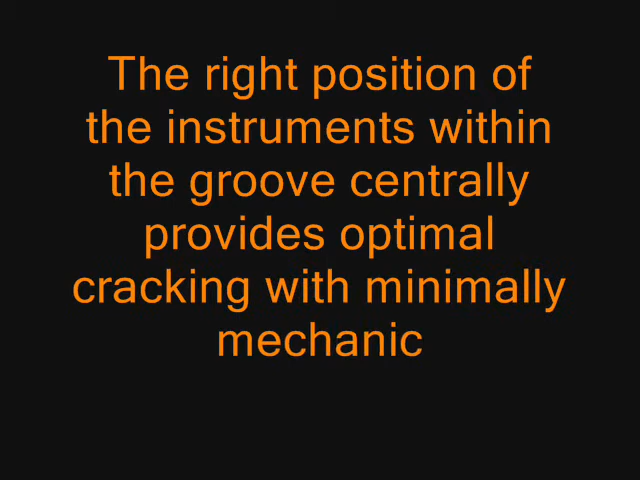 The right position of
the instruments within
the groove centrally
provides optimal
cracking with minimally
mechanic